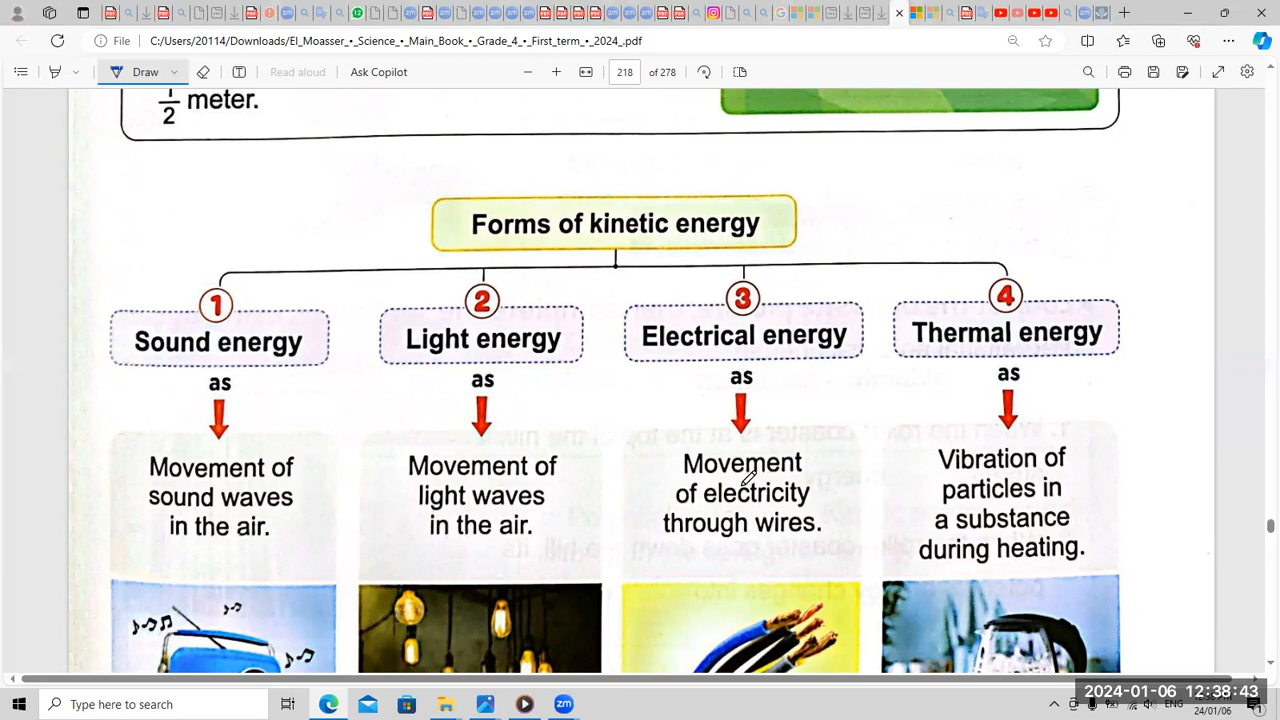 File
C:/Users/20114/Downloads/El_Moasser_•_Science_•_Main_Book_•_Grade_4_•_First_term_•_2024_.pdf
Draw
Read aloud
Ask Copilot
218 of 278
1/2 meter.
Forms of kinetic energy
1
2
3
4
Sound energy
Light energy
Electrical energy
Thermal energy
as
as
as
as
Movement of
sound waves
in the air.
Movement of
light waves
in the air.
Movement
of electricity
through wires.
Vibration of
particles in
a substance
during heating.
Type here to search
ENG
24/01/06
2024-01-06 12:38:43